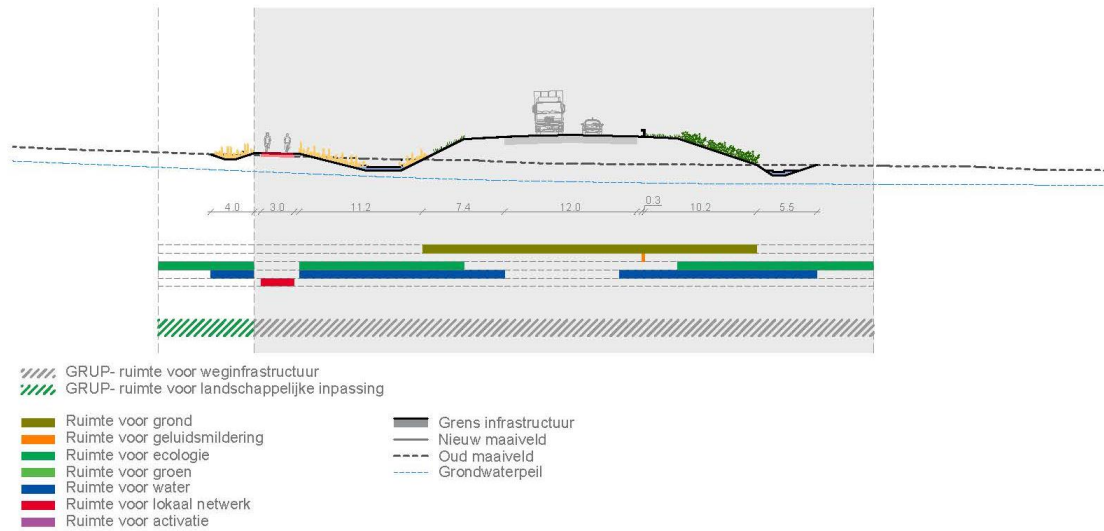 4.0 3.0 11.2 7.4 12.0 0.3 10.2 5.5
GRUP- ruimte voor weginfrastructuur
GRUP- ruimte voor landschappelijke inpassing
Ruimte voor grond
Ruimte voor geluidsmildering
Ruimte voor ecologie
Ruimte voor groen
Ruimte voor water
Ruimte voor lokaal netwerk
Ruimte voor activatie
Grens infrastructuur
Nieuw maaiveld
Oud maaiveld
Grondwaterpeil